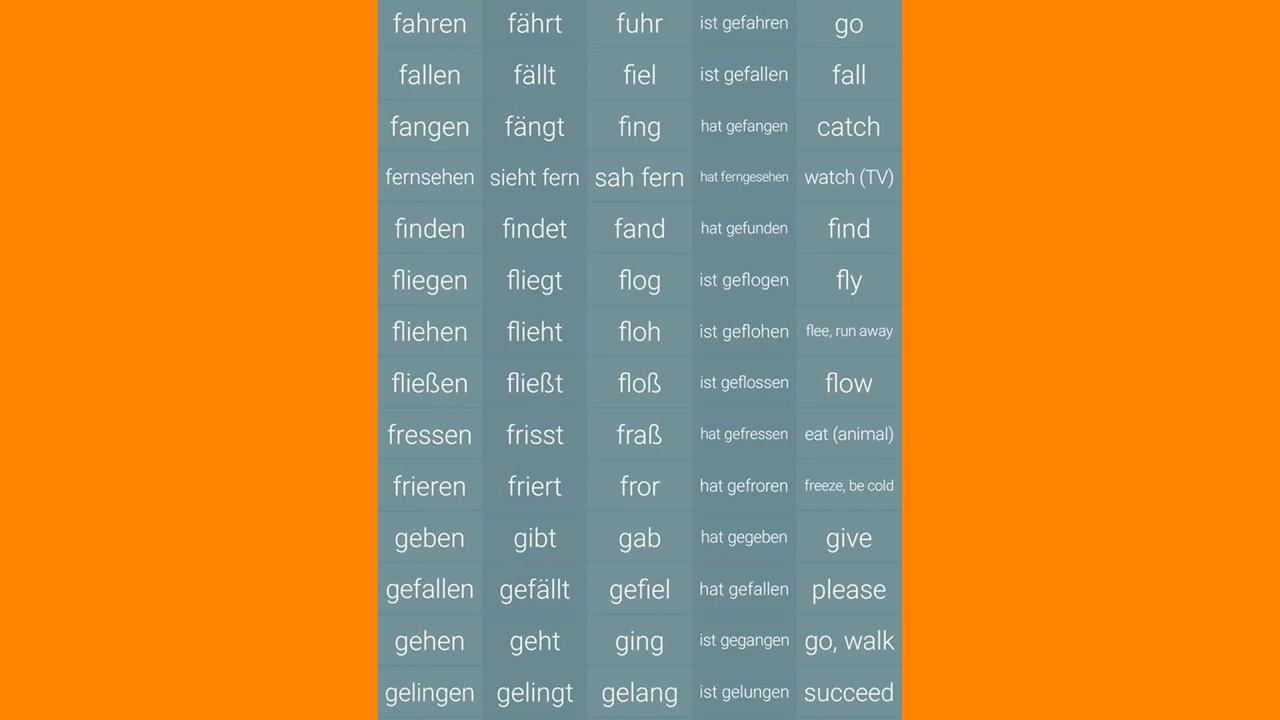 fahren fährt fuhr ist gefahren go
fallen fällt fiel ist gefallen fall
fangen fängt fing hat gefangen catch
fernsehen sieht fern sah fern hat ferngesehen watch (TV)
finden findet fand hat gefunden find
fliegen fliegt flog ist geflogen fly
fliehen flieht floh ist geflohen flee, run away
fließen fließt floß ist geflossen flow
fressen frisst fraß hat gefressen eat (animal)
frieren friert fror hat gefroren freeze, be cold
geben gibt gab hat gegeben give
gefallen gefällt gefiel hat gefallen please
gehen geht ging ist gegangen go, walk
gelingen gelingt gelang ist gelungen succeed